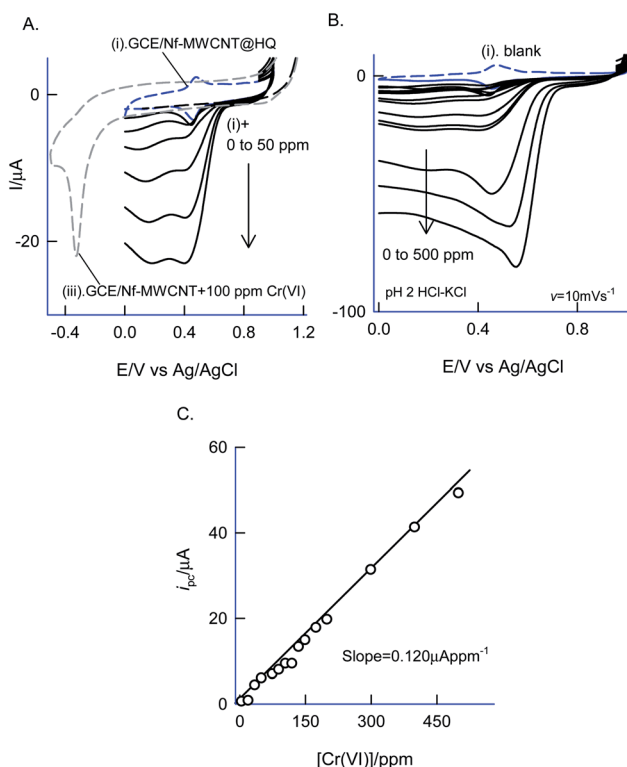 A.
(i).GCE/Nf-MWCNT@HQ
0
-20
I/µA
(i)+
0 to 50 ppm
(iii).GCE/Nf-MWCNT+100 ppm Cr(VI)
-0.4 0.0 0.4 0.8 1.2
E/V vs Ag/AgCl
B.
(i). blank
0
-100
0 to 500 ppm
pH 2 HCl-KCl
v=10mVs⁻¹
0.0 0.4 0.8
E/V vs Ag/AgCl
C.
60
40
20
0
iₚc/µA
Slope=0.120µAppm⁻¹
0 150 300 450
[Cr(VI)]/ppm